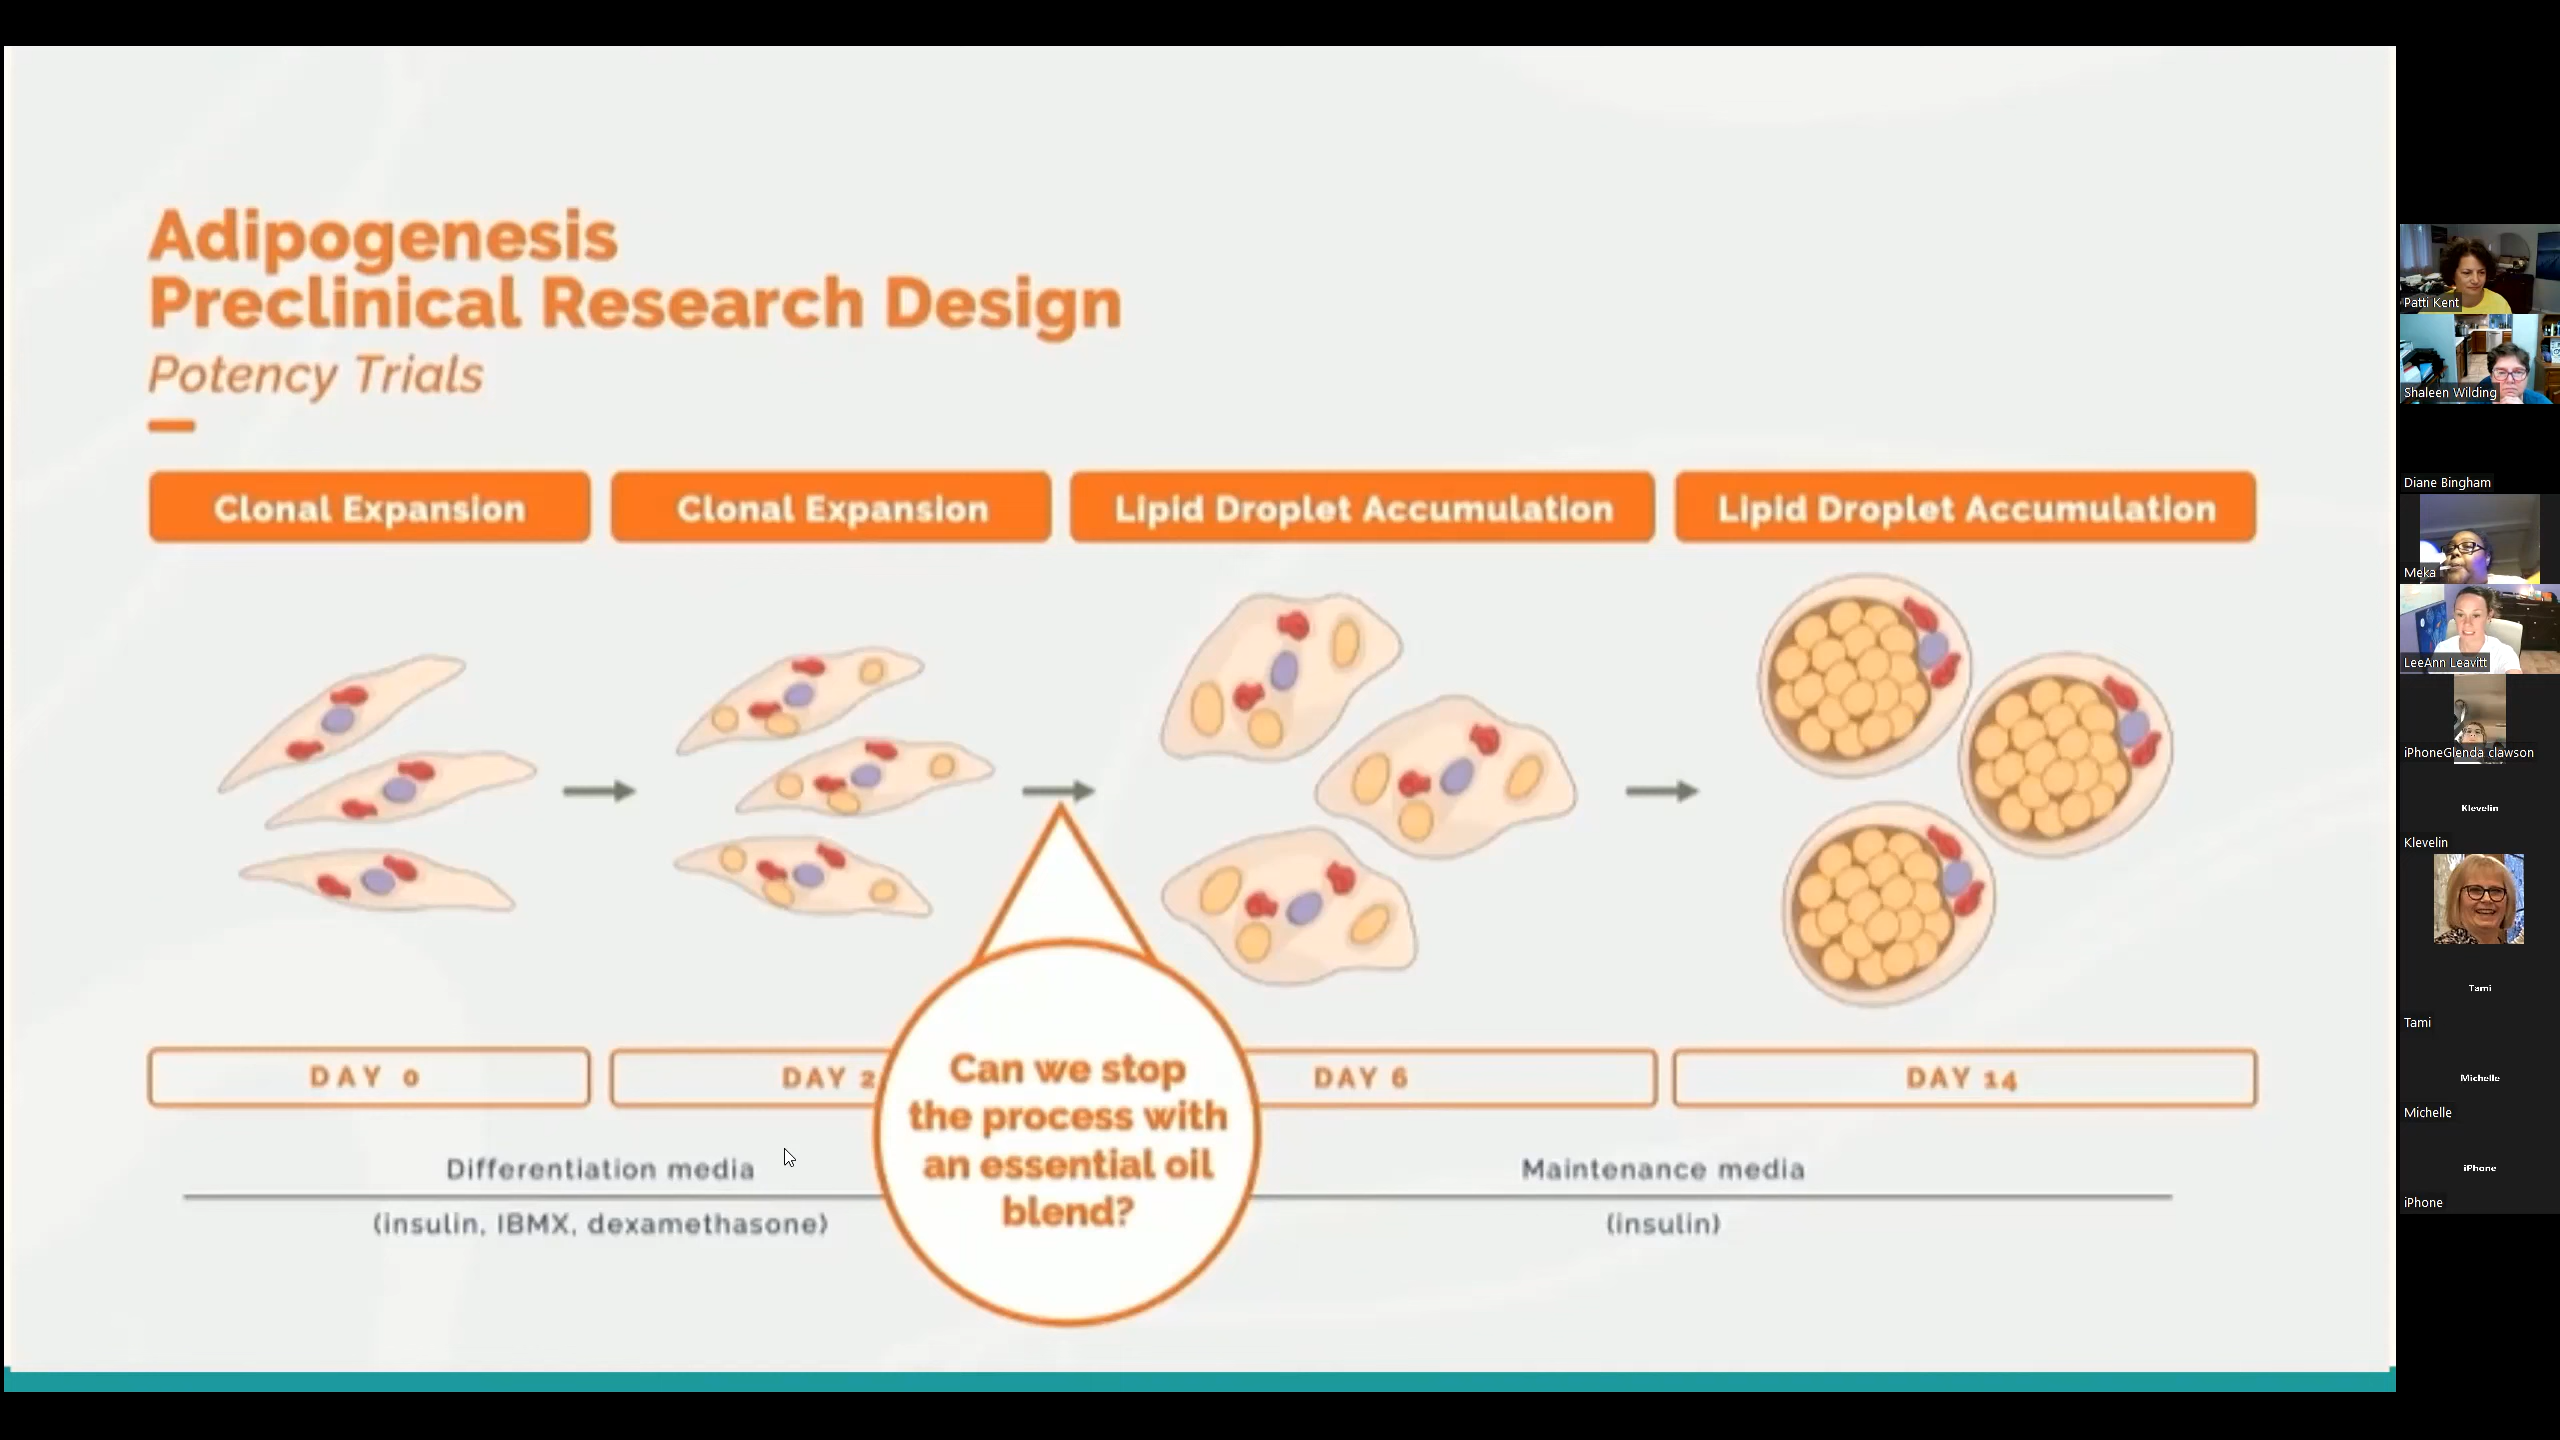 Adipogenesis
Preclinical Research Design
Potency Trials
Clonal Expansion
Clonal Expansion
Lipid Droplet Accumulation
Lipid Droplet Accumulation
DAY 0
DAY 2
DAY 6
DAY 14
Can we stop
the process with
an essential oil
blend?
Differentiation media
(insulin, IBMX, dexamethasone)
Maintenance media
(insulin)
Patti Kent
Shaleen Wilding
Diane Bingham
Meka
LeeAnn Leavitt
iPhoneGlenda clawson
Klevelin
Klevelin
Tami
Tami
Michelle
Michelle
iPhone
iPhone